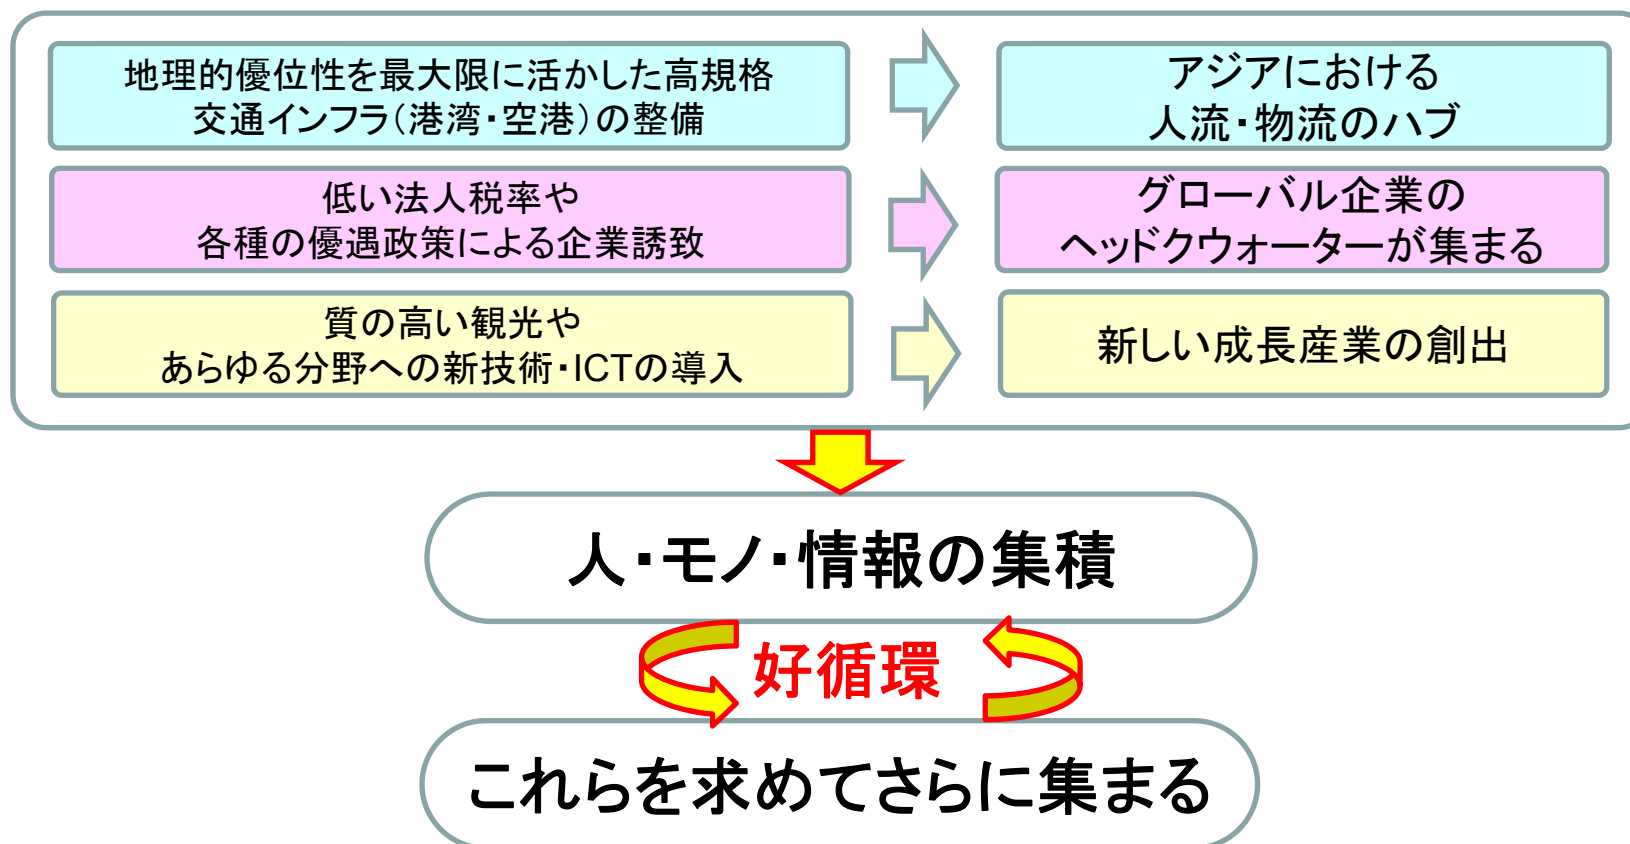 地理的優位性を最大限に活かした高規格
交通インフラ（港湾・空港）の整備
アジアにおける
人流・物流のハブ
低い法人税率や
各種の優遇政策による企業誘致
グローバル企業の
ヘッドクウォーターが集まる
質の高い観光や
あらゆる分野への新技術・ICTの導入
新しい成長産業の創出
人・モノ・情報の集積
好循環
これらを求めてさらに集まる